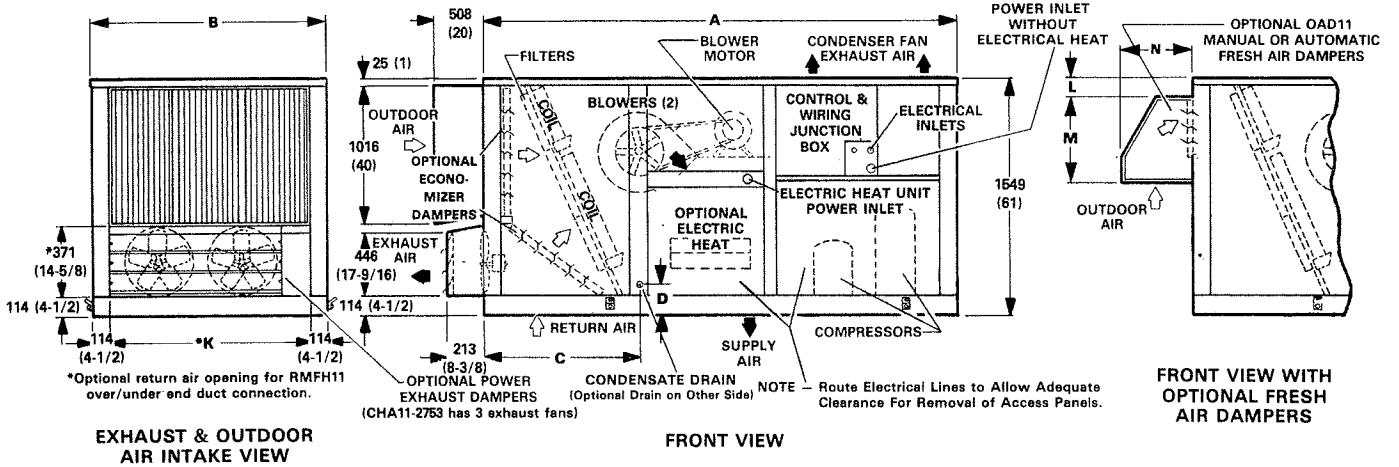 B
*371
(14-5/8)
114 (4-1/2)
114
(4-1/2)
*K
114
(4-1/2)
*Optional return air opening for RMFH11
over/under end duct connection.
OPTIONAL POWER
EXHAUST DAMPERS
(CHA11-2753 has 3 exhaust fans)
EXHAUST & OUTDOOR
AIR INTAKE VIEW
508
(20)
A
25 (1)
FILTERS
BLOWER
MOTOR
CONDENSER FAN
EXHAUST AIR
POWER INLET
WITHOUT
ELECTRICAL HEAT
OUTDOOR
AIR
1016
(40)
COIL
COIL
BLOWERS (2)
CONTROL &
WIRING
JUNCTION
BOX
ELECTRICAL
INLETS
OPTIONAL
ECONO-
MIZER
DAMPERS
1549
(61)
ELECTRIC HEAT UNIT
POWER INLET
OPTIONAL
ELECTRIC
HEAT
EXHAUST
AIR
446
(17-9/16)
114 (4-1/2)
D
RETURN AIR
SUPPLY
AIR
COMPRESSORS
213
(8-3/8)
C
CONDENSATE DRAIN
(Optional Drain on Other Side)
NOTE — Route Electrical Lines to Allow Adequate
Clearance For Removal of Access Panels.
FRONT VIEW
OPTIONAL OAD11
MANUAL OR AUTOMATIC
FRESH AIR DAMPERS
N
L
M
OUTDOOR
AIR
FRONT VIEW WITH
OPTIONAL FRESH
AIR DAMPERS